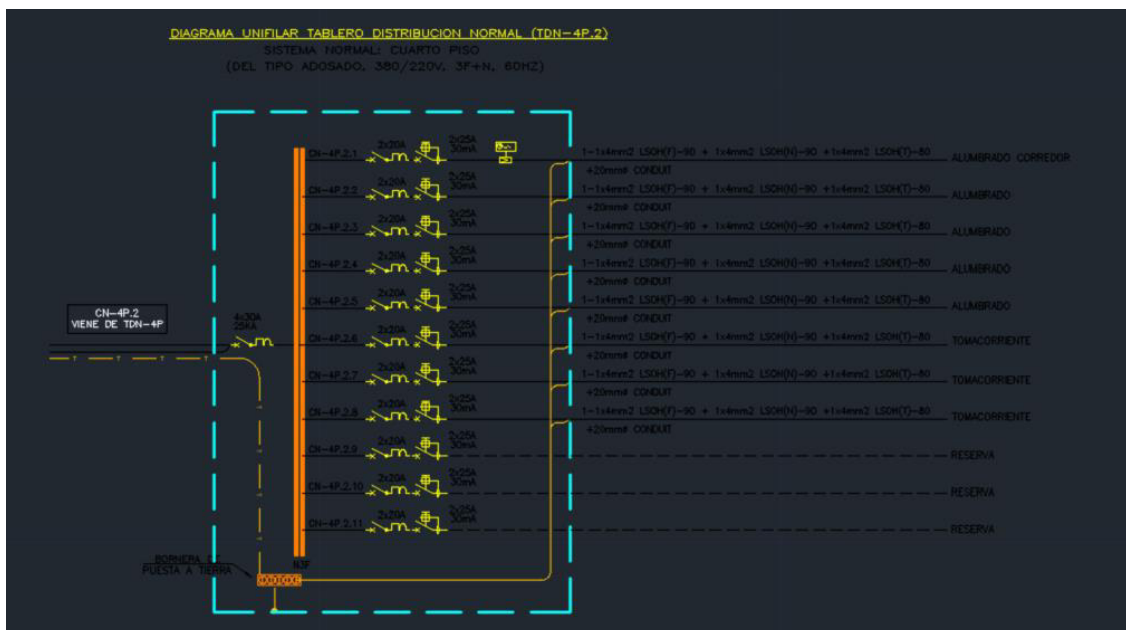 DIAGRAMA UNIFILAR TABLERO DISTRIBUCION NORMAL (TDN-4P.2)
SISTEMA NORMAL: CUARTO PISO
(DEL TIPO ADOSADO, 380/220V, 3F+N, 60HZ)
CN-4P.2.1 2x20A 2x25A 30mA 1-1x4mm2 LSOH(F)-90 + 1x4mm2 LSOH(N)-90 +1x4mm2 LSOH(T)-80 ALUMBRADO CORREDOR
+20mmø CONDUIT
CN-4P.2.2 2x20A 2x25A 30mA 1-1x4mm2 LSOH(F)-90 + 1x4mm2 LSOH(N)-90 +1x4mm2 LSOH(T)-80 ALUMBRADO
+20mmø CONDUIT
CN-4P.2.3 2x20A 2x25A 30mA 1-1x4mm2 LSOH(F)-90 + 1x4mm2 LSOH(N)-90 +1x4mm2 LSOH(T)-80 ALUMBRADO
+20mmø CONDUIT
CN-4P.2.4 2x20A 2x25A 30mA 1-1x4mm2 LSOH(F)-90 + 1x4mm2 LSOH(N)-90 +1x4mm2 LSOH(T)-80 ALUMBRADO
+20mmø CONDUIT
CN-4P.2.5 2x20A 2x25A 30mA 1-1x4mm2 LSOH(F)-90 + 1x4mm2 LSOH(N)-90 +1x4mm2 LSOH(T)-80 ALUMBRADO
+20mmø CONDUIT
CN-4P.2
VIENE DE TDN-4P
4x30A
25KA
CN-4P.2.6 2x20A 2x25A 30mA 1-1x4mm2 LSOH(F)-90 + 1x4mm2 LSOH(N)-90 +1x4mm2 LSOH(T)-80 TOMACORRIENTE
+20mmø CONDUIT
T T T
CN-4P.2.7 2x20A 2x25A 30mA 1-1x4mm2 LSOH(F)-90 + 1x4mm2 LSOH(N)-90 +1x4mm2 LSOH(T)-80 TOMACORRIENTE
+20mmø CONDUIT
CN-4P.2.8 2x20A 2x25A 30mA 1-1x4mm2 LSOH(F)-90 + 1x4mm2 LSOH(N)-90 +1x4mm2 LSOH(T)-80 TOMACORRIENTE
+20mmø CONDUIT
CN-4P.2.9 2x20A 2x25A 30mA RESERVA
CN-4P.2.10 2x20A 2x25A 30mA RESERVA
CN-4P.2.11 2x20A 2x25A 30mA RESERVA
BORNERA DE
PUESTA A TIERRA
N3F